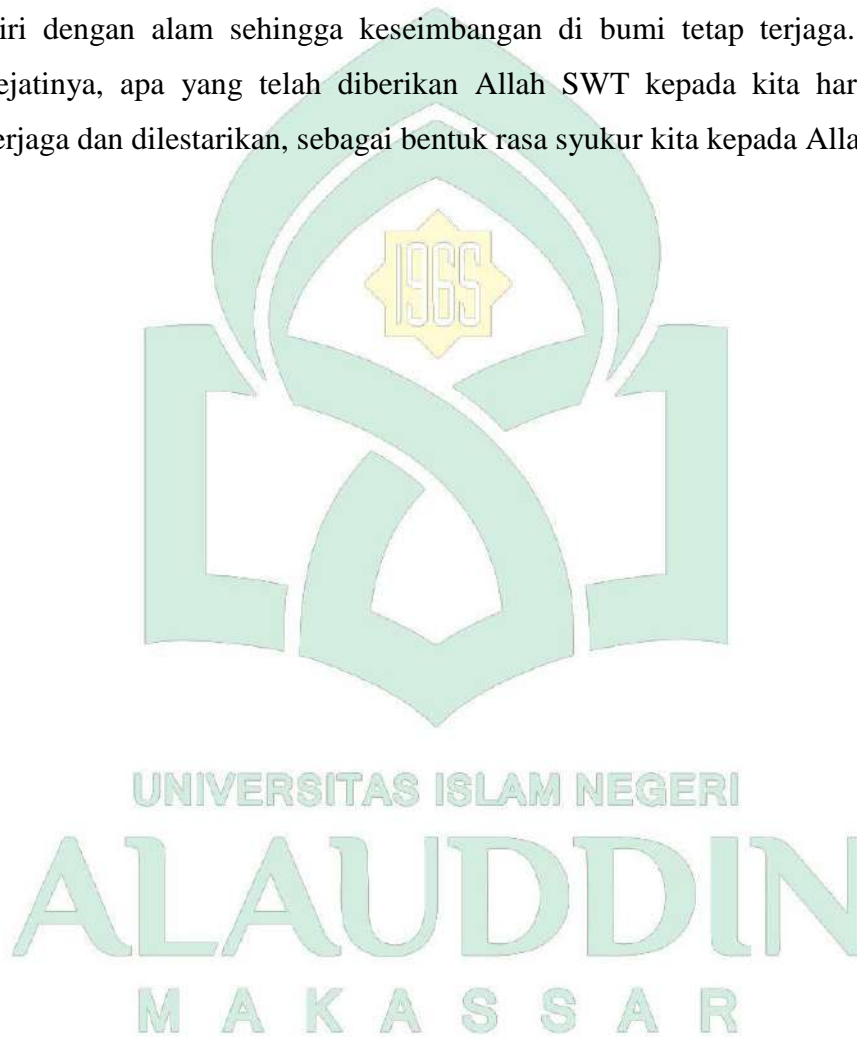 iri dengan alam sehingga keseimbangan di bumi tetap terjaga.
ejatinya, apa yang telah diberikan Allah SWT kepada kita har
erjaga dan dilestarikan, sebagai bentuk rasa syukur kita kepada Alla
1965
UNIVERSITAS ISLAM NEGERI
ALAUDDIN
MAKASSAR